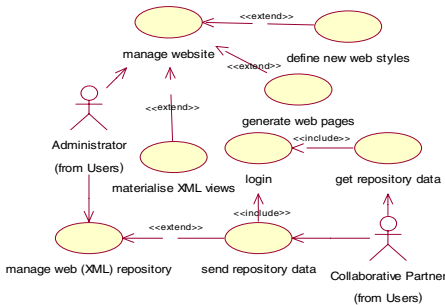 <<extend>>
manage website
define new web styles
<<extend>>
<<extend>>
generate web pages
Administrator
(from Users)
<<include>>
materialise XML views
login
get repository data
<<extend>>
<<include>>
manage web (XML) repository
send repository data
Collaborative Partner
(from Users)